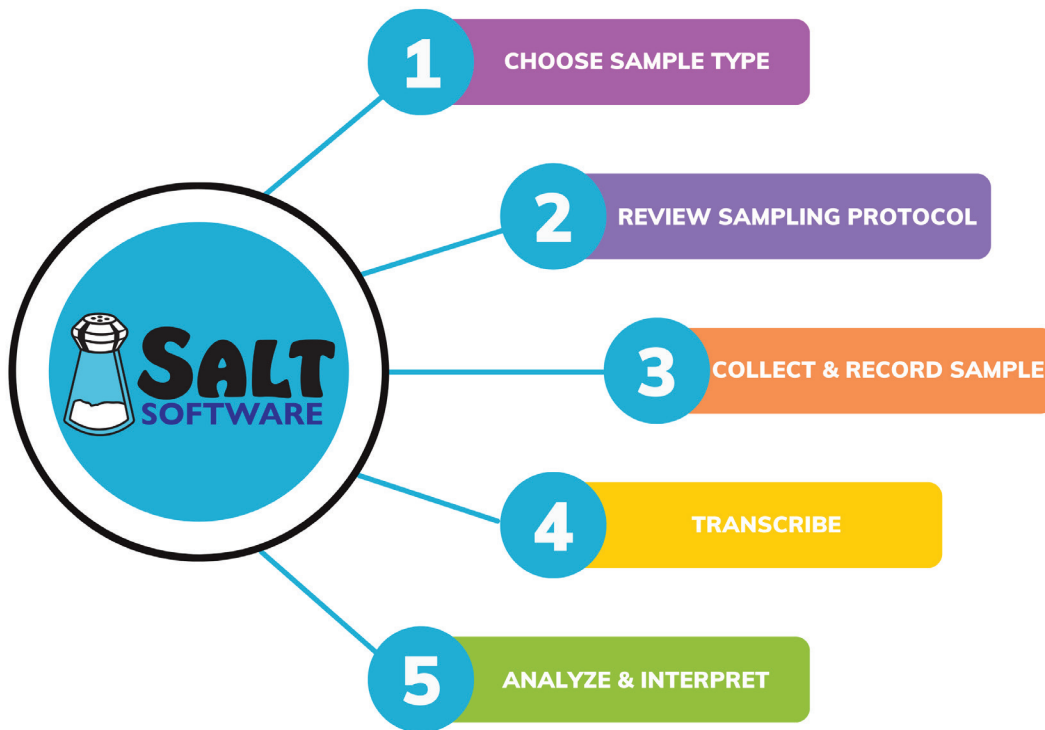 1
CHOOSE SAMPLE TYPE
2
REVIEW SAMPLING PROTOCOL
SALT
SOFTWARE
3
COLLECT & RECORD SAMPLE
4
TRANSCRIBE
5
ANALYZE & INTERPRET